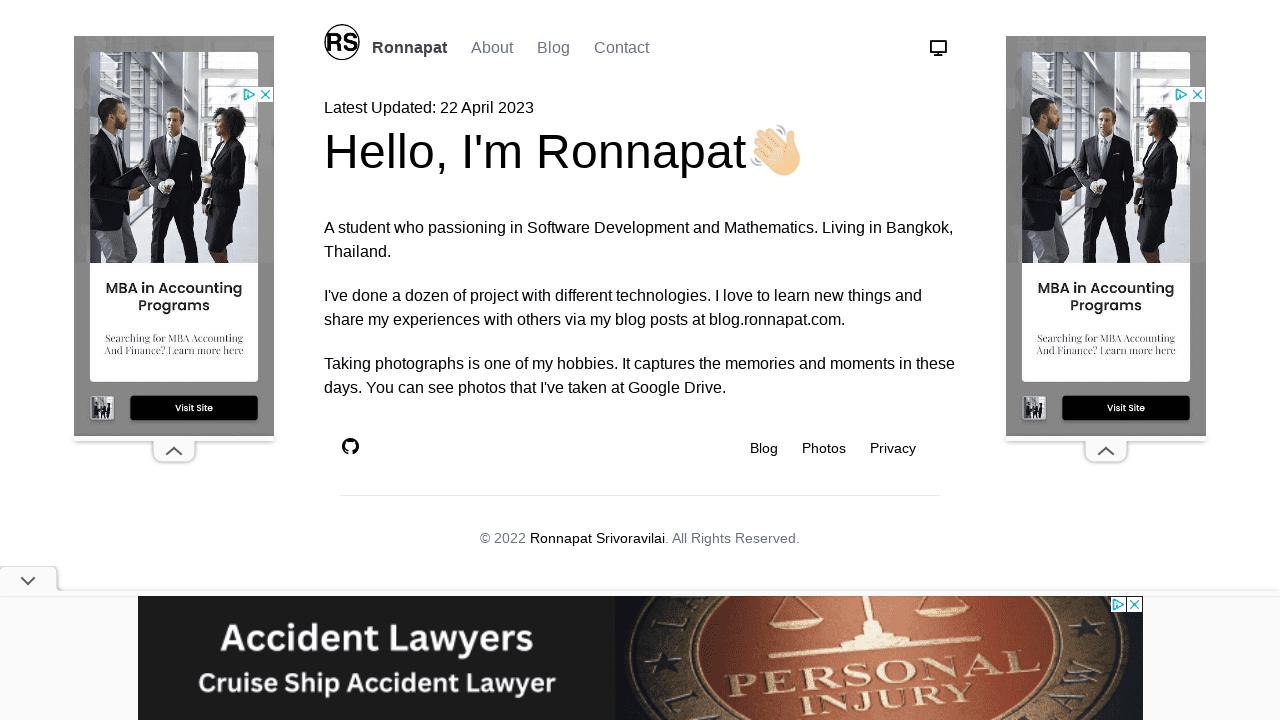 RS
Ronnapat About Blog Contact
Latest Updated: 22 April 2023
Hello, I'm Ronnapat
A student who passioning in Software Development and Mathematics. Living in Bangkok,
Thailand.
I've done a dozen of project with different technologies. I love to learn new things and
share my experiences with others via my blog posts at blog.ronnapat.com.
Taking photographs is one of my hobbies. It captures the memories and moments in these
days. You can see photos that I've taken at Google Drive.
Blog Photos Privacy
© 2022 Ronnapat Srivoravilai. All Rights Reserved.
MBA in Accounting
Programs
Searching for MBA Accounting
And Finance? Learn more here
Visit Site
MBA in Accounting
Programs
Searching for MBA Accounting
And Finance? Learn more here
Visit Site
Accident Lawyers
Cruise Ship Accident Lawyer
PERSONAL
INJURY